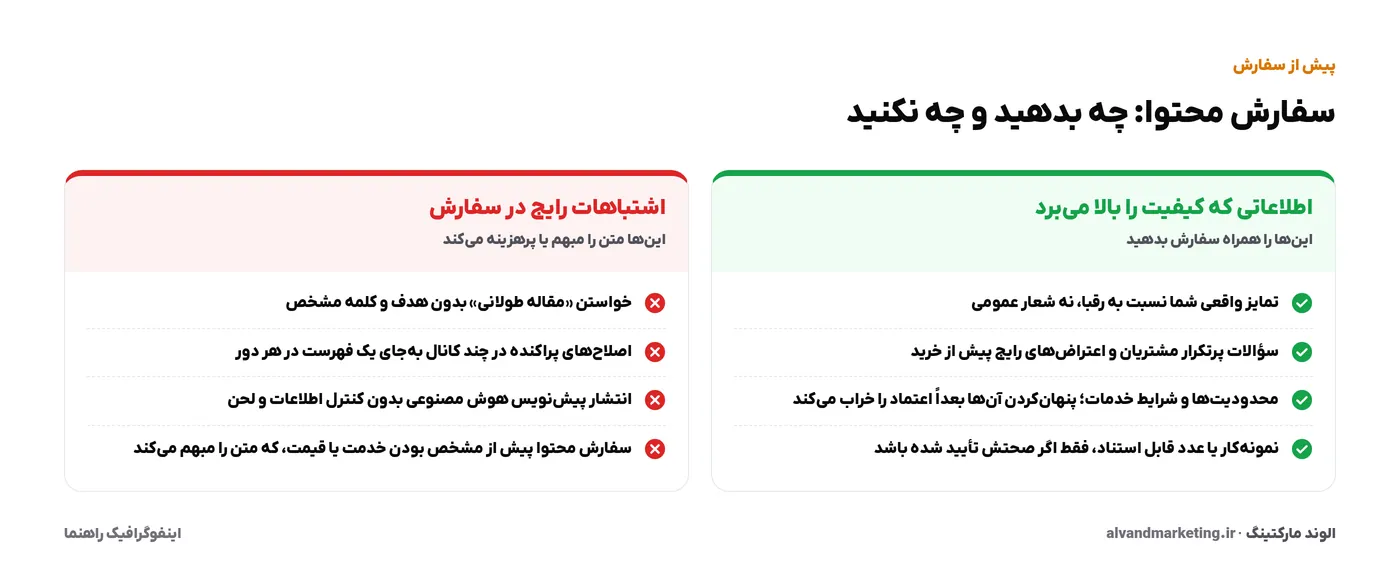 پیش از سفارش
سفارش محتوا: چه بدهید و چه نکنید
اطلاعاتی که کیفیت را بالا می‌برد
این‌ها را همراه سفارش بدهید
تمایز واقعی شما نسبت به رقبا، نه شعار عمومی
سؤالات پرتکرار مشتریان و اعتراض‌های رایج پیش از خرید
محدودیت‌ها و شرایط خدمات؛ پنهان‌کردن آن‌ها بعداً اعتماد را خراب می‌کند
نمونه‌کار یا عدد قابل استناد، فقط اگر صحتش تأیید شده باشد
اشتباهات رایج در سفارش
این‌ها متن را مبهم یا پرهزینه می‌کند
خواستن «مقاله طولانی» بدون هدف و کلمه مشخص
اصلاح‌های پراکنده در چند کانال به‌جای یک فهرست در هر دور
انتشار پیش‌نویس هوش مصنوعی بدون کنترل اطلاعات و لحن
سفارش محتوا پیش از مشخص بودن خدمت یا قیمت، که متن را مبهم می‌کند
الوند مارکتینگ · alvandmarketing.ir
اینفوگرافیک راهنما